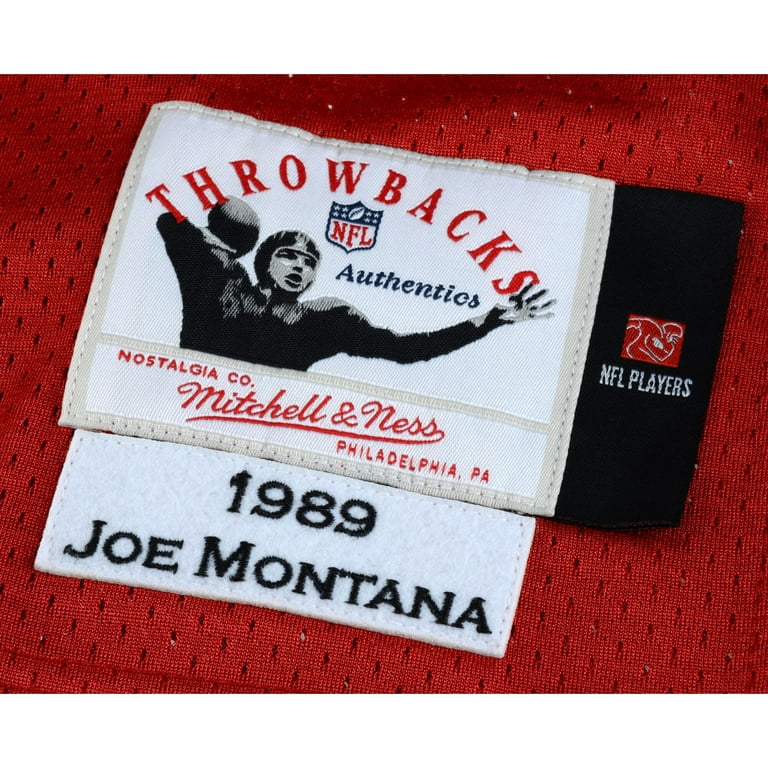 THROWBACKS
NFL
Authentics
NOSTALGIA CO.
Mitchell & Ness
PHILADELPHIA, PA
NFL PLAYERS
1989
JOE MONTANA